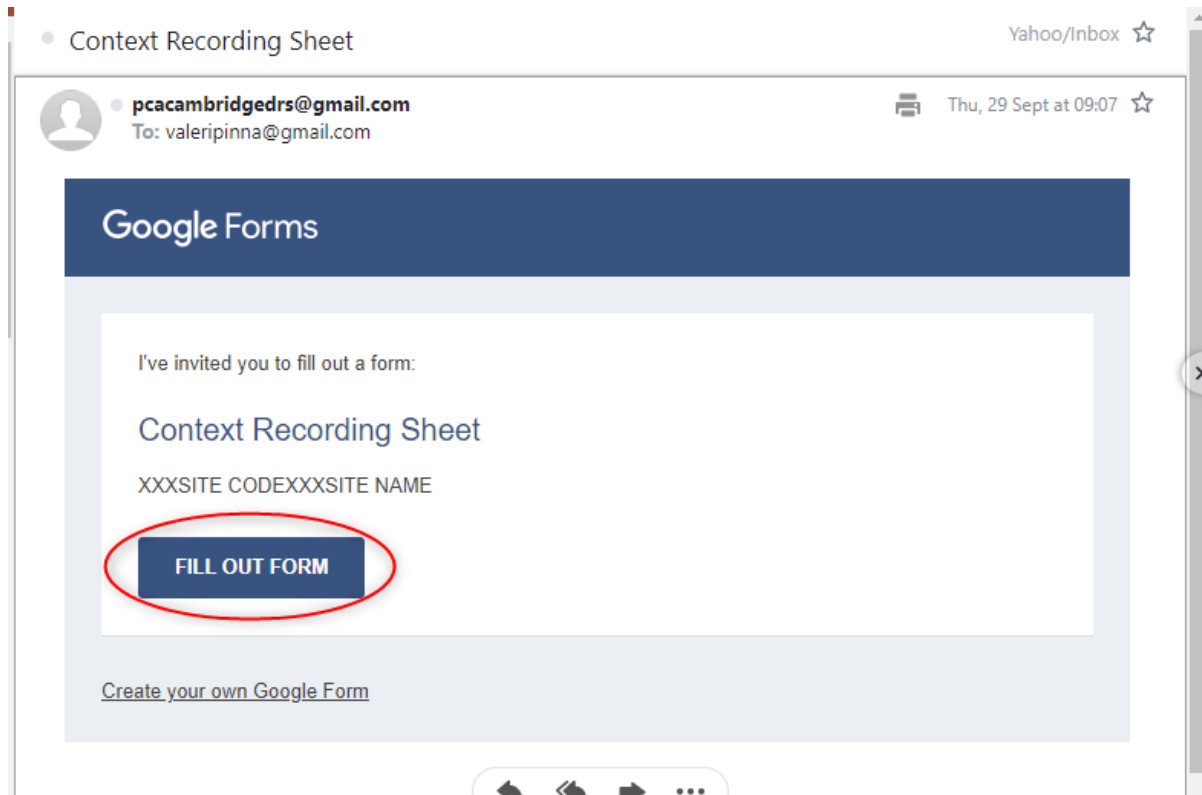 Context Recording Sheet
Yahoo/Inbox
pcacambridgedrs@gmail.com
Thu, 29 Sept at 09:07
To: valeripinna@gmail.com
Google Forms
I've invited you to fill out a form:
Context Recording Sheet
XXXSITE CODEXXXSITE NAME
FILL OUT FORM
Create your own Google Form